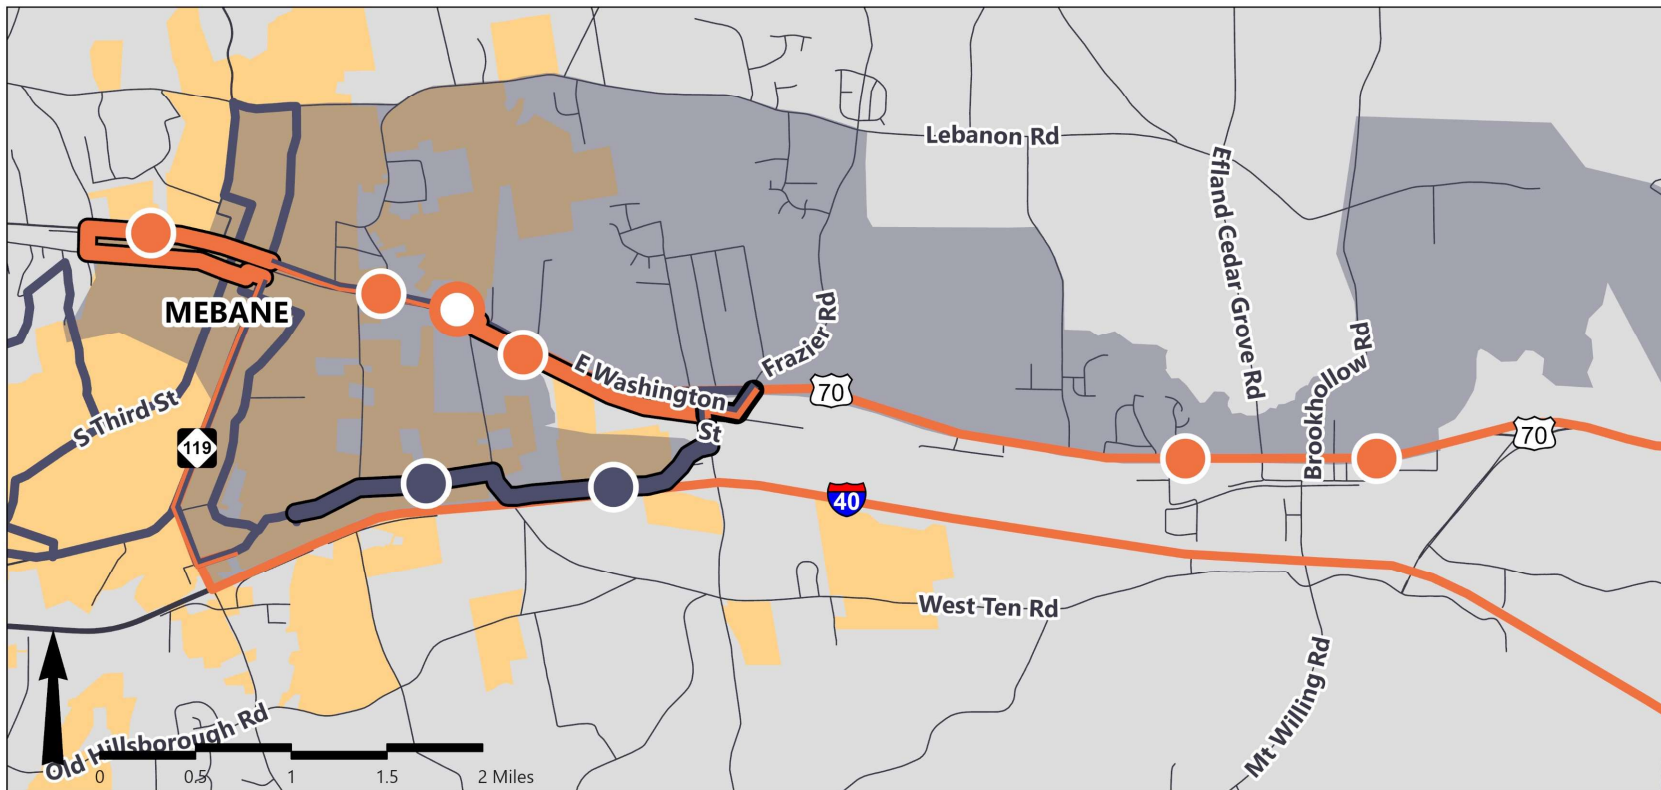 Lebanon Rd
Efland-Cedar Grove Rd
MEBANE
Frazier Rd
E Washington
St
70
Brookhollow Rd
70
S Third St
119
40
West Ten Rd
Mt Willing Rd
Old Hillsborough Rd
0 0.5 1 1.5 2 Miles